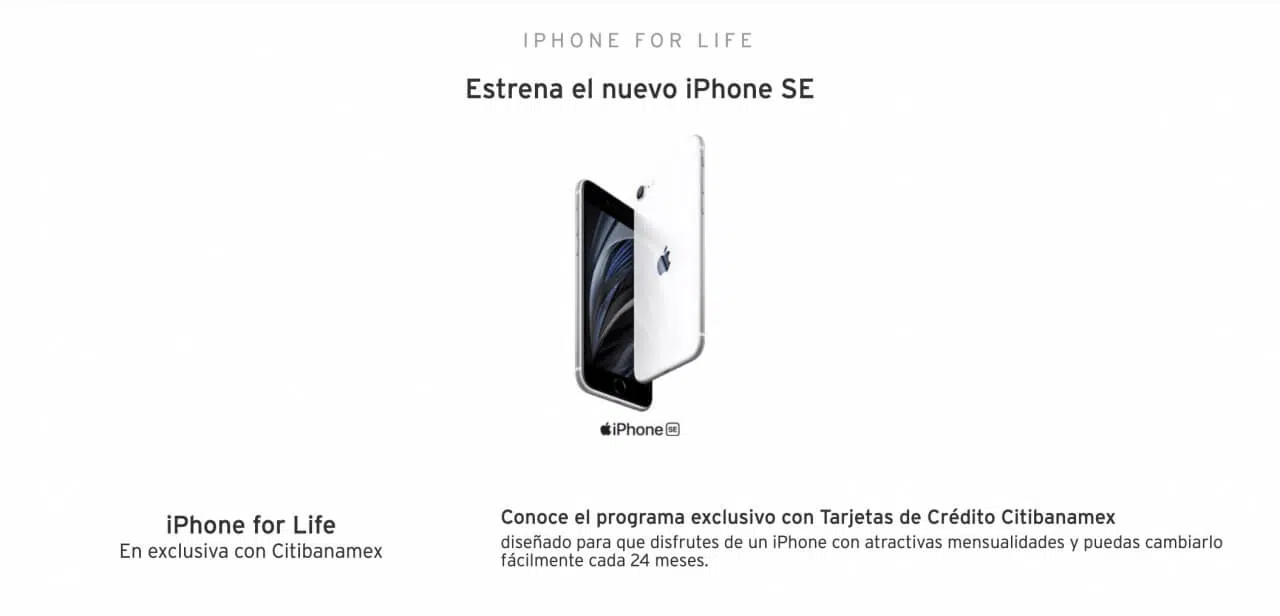 IPHONE FOR LIFE
Estrena el nuevo iPhone SE
iPhone SE
iPhone for Life
En exclusiva con Citibanamex
Conoce el programa exclusivo con Tarjetas de Crédito Citibanamex
diseñado para que disfrutes de un iPhone con atractivas mensualidades y puedas cambiarlo
fácilmente cada 24 meses.